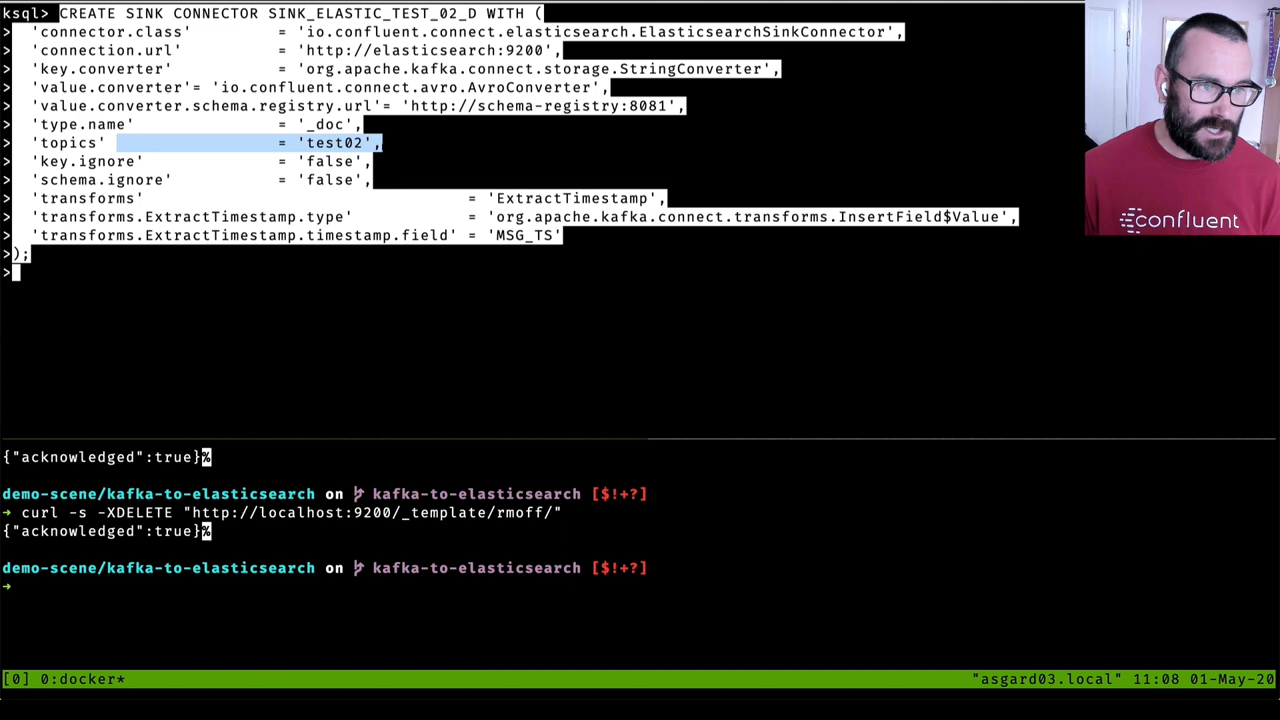 ksql> CREATE SINK CONNECTOR SINK_ELASTIC_TEST_02_D WITH (
>  'connector.class'          = 'io.confluent.connect.elasticsearch.ElasticsearchSinkConnector',
>  'connection.url'           = 'http://elasticsearch:9200',
>  'key.converter'            = 'org.apache.kafka.connect.storage.StringConverter',
>  'value.converter'= 'io.confluent.connect.avro.AvroConverter',
>  'value.converter.schema.registry.url'= 'http://schema-registry:8081',
>  'type.name'                = '_doc',
>  'topics'                   = 'test02',
>  'key.ignore'               = 'false',
>  'schema.ignore'            = 'false',
>  'transforms'                                   = 'ExtractTimestamp',
>  'transforms.ExtractTimestamp.type'             = 'org.apache.kafka.connect.transforms.InsertField$Value',
>  'transforms.ExtractTimestamp.timestamp.field' = 'MSG_TS'
>);
>
confluent
{"acknowledged":true}%
demo-scene/kafka-to-elasticsearch on kafka-to-elasticsearch [$!+?]
→ curl -s -XDELETE "http://localhost:9200/_template/rmoff/"
{"acknowledged":true}%
demo-scene/kafka-to-elasticsearch on kafka-to-elasticsearch [$!+?]
→
[0] 0:docker* "asgard03.local" 11:08 01-May-20